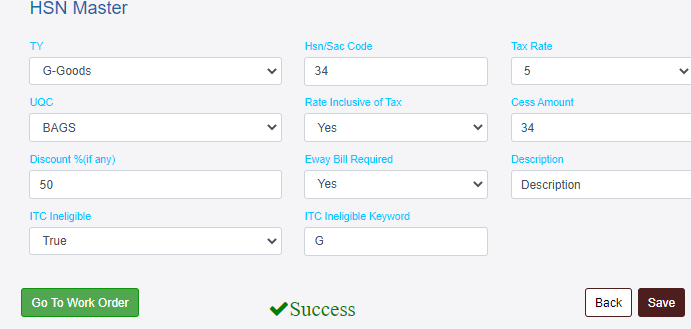 HSN Master
TY Hsn/Sac Code Tax Rate
G-Goods 34 5
UQC Rate Inclusive of Tax Cess Amount
BAGS Yes 34
Discount %(if any) Eway Bill Required Description
50 Yes Description
ITC Ineligible ITC Ineligible Keyword
True G
Go To Work Order Success Back Save